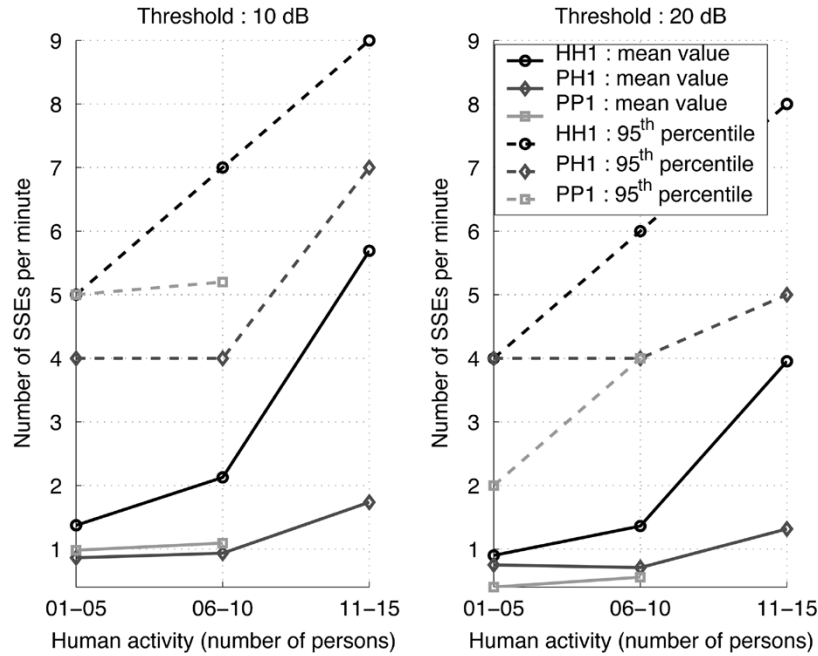 Threshold : 10 dB
Number of SSEs per minute
9
8
7
6
5
4
3
2
1
01–05
06–10
11–15
Human activity (number of persons)
Threshold : 20 dB
Number of SSEs per minute
9
8
7
6
5
4
3
2
1
HH1 : mean value
PH1 : mean value
PP1 : mean value
HH1 : 95th percentile
PH1 : 95th percentile
PP1 : 95th percentile
01–05
06–10
11–15
Human activity (number of persons)